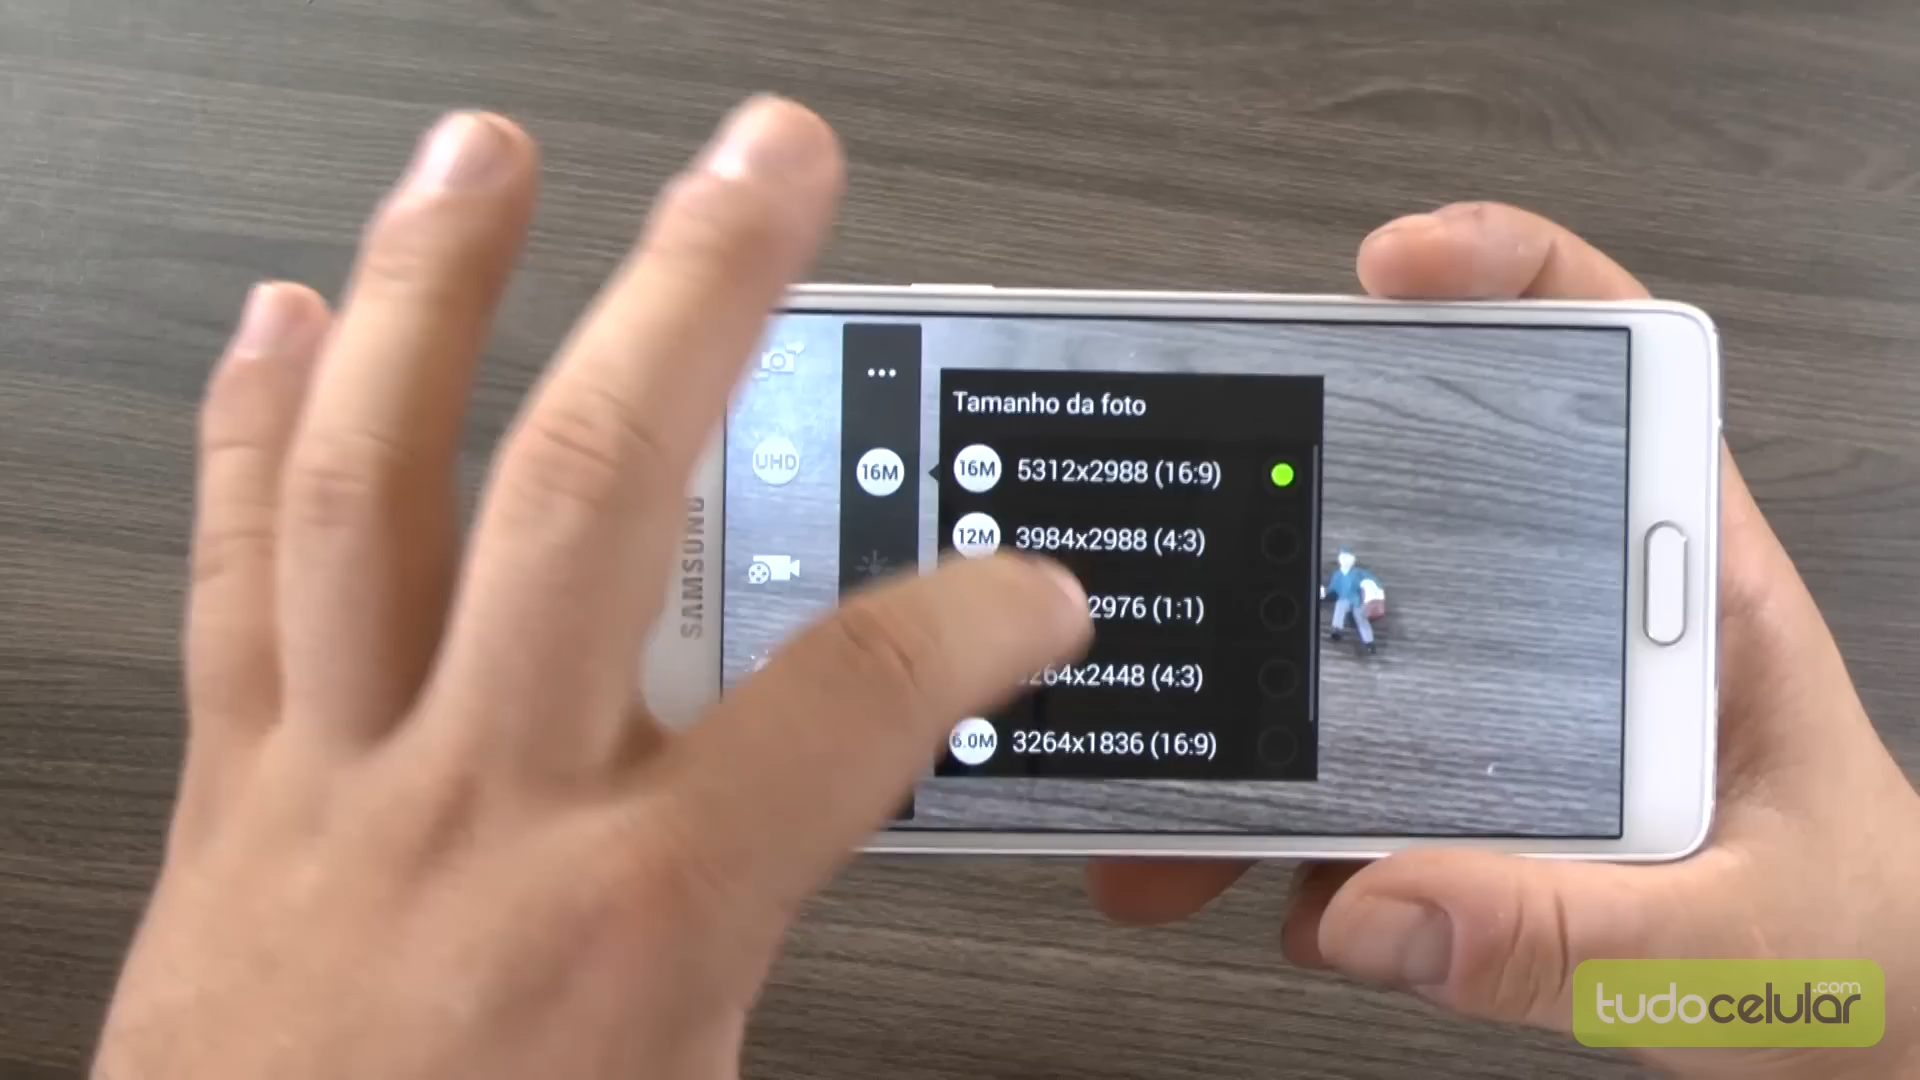 SAMSUNG
UHD
...
16M
Tamanho da foto
16M 5312x2988 (16:9)
12M 3984x2988 (4:3)
2976 (1:1)
264x2448 (4:3)
6.0M 3264x1836 (16:9)
tudocelular.com